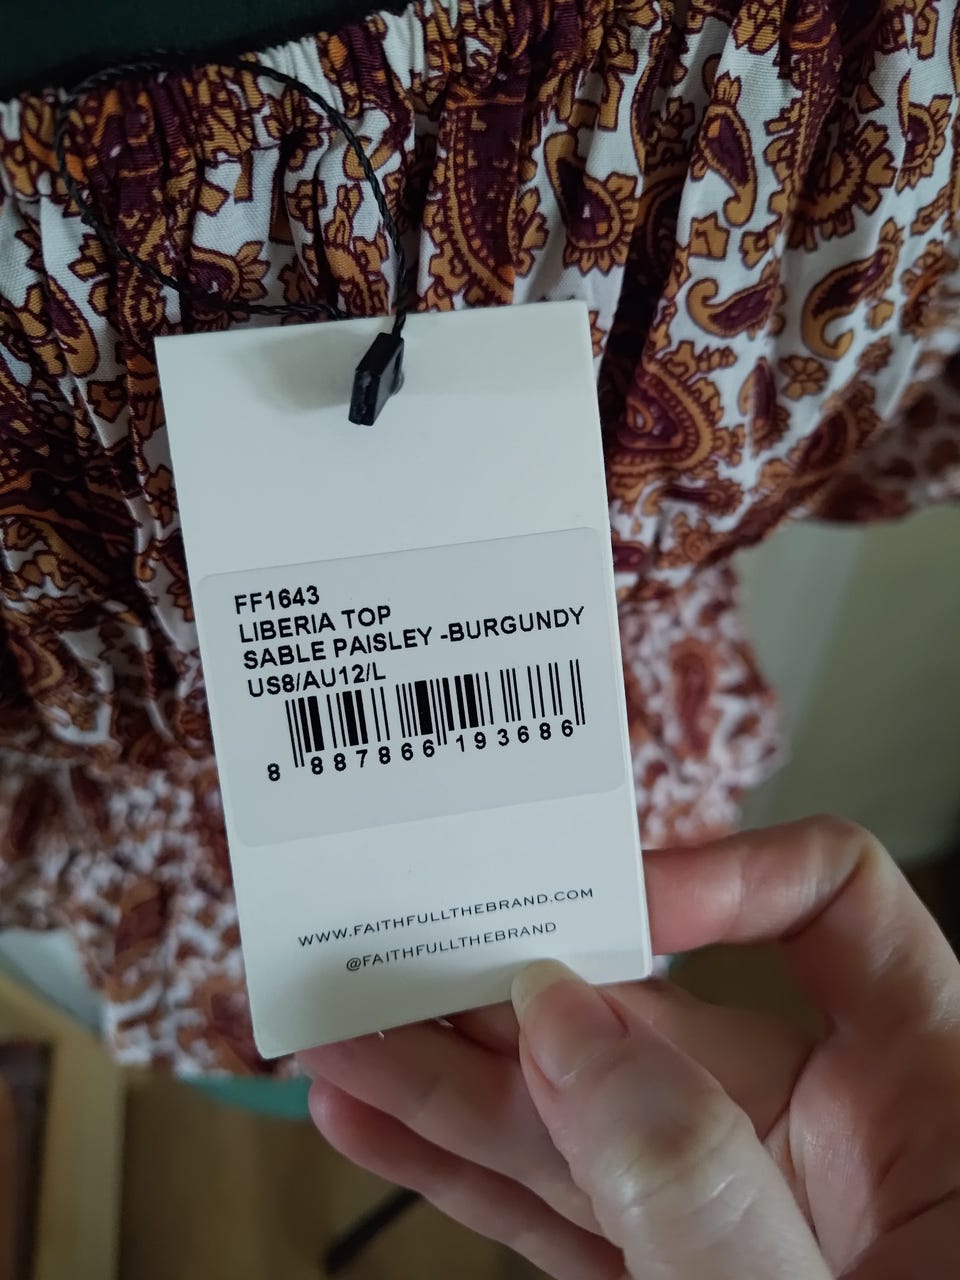 FF1643
LIBERIA TOP
SABLE PAISLEY -BURGUNDY
US8/AU12/L
8 887866 193686
WWW.FAITHFULLTHEBRAND.COM
@FAITHFULLTHEBRAND